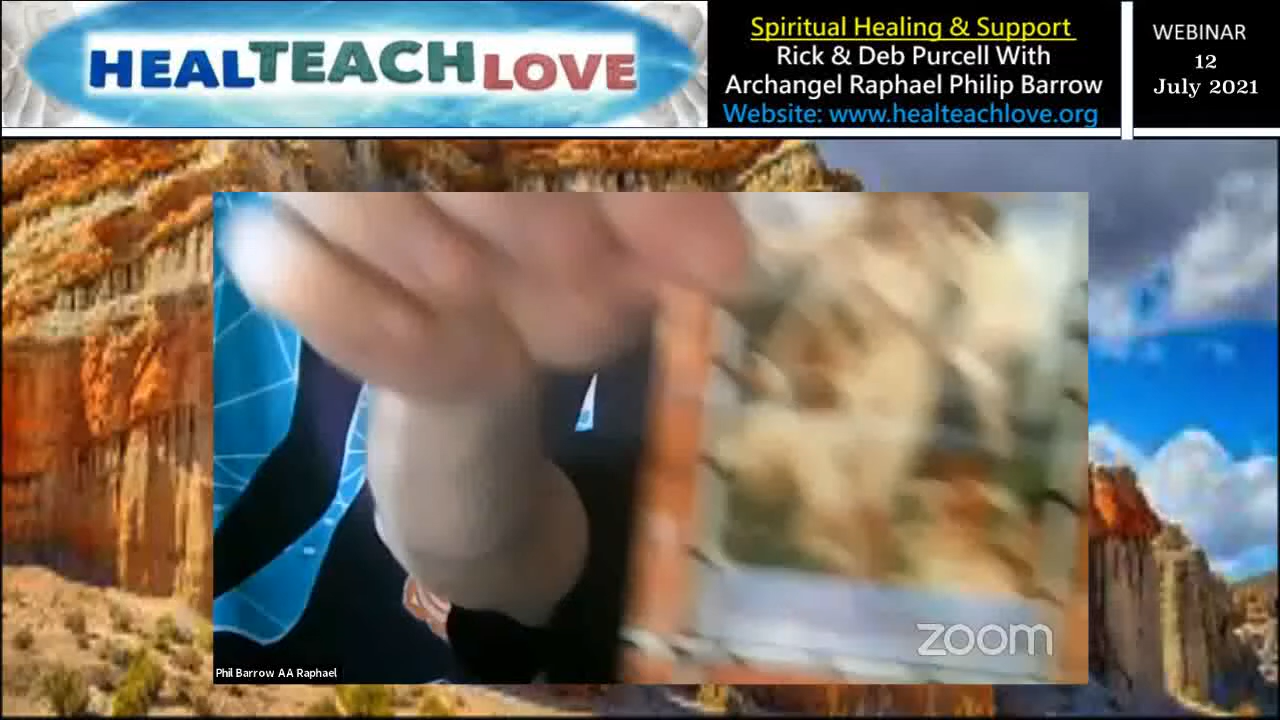 HEALTEACHLOVE
Spiritual Healing & Support
Rick & Deb Purcell With
Archangel Raphael Philip Barrow
Website: www.healteachlove.org
WEBINAR
12
July 2021
zoom
Phil Barrow AA Raphael